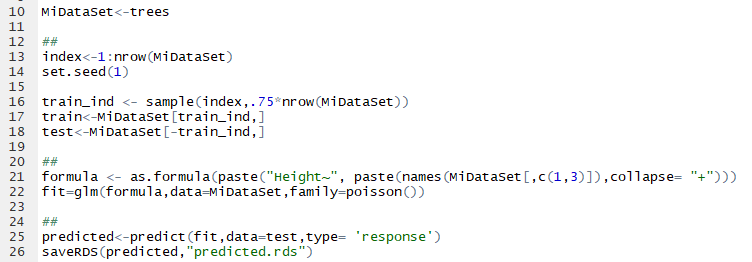 10 MiDataSet<-trees
11
12 ##
13 index<-1:nrow(MiDataSet)
14 set.seed(1)
15
16 train_ind <- sample(index,.75*nrow(MiDataSet))
17 train<-MiDataSet[train_ind,]
18 test<-MiDataSet[-train_ind,]
19
20 ##
21 formula <- as.formula(paste("Height~", paste(names(MiDataSet[,c(1,3)]),collapse= "+")))
22 fit=glm(formula,data=MiDataSet,family=poisson())
23
24 ##
25 predicted<-predict(fit,data=test,type= 'response')
26 saveRDS(predicted,"predicted.rds")